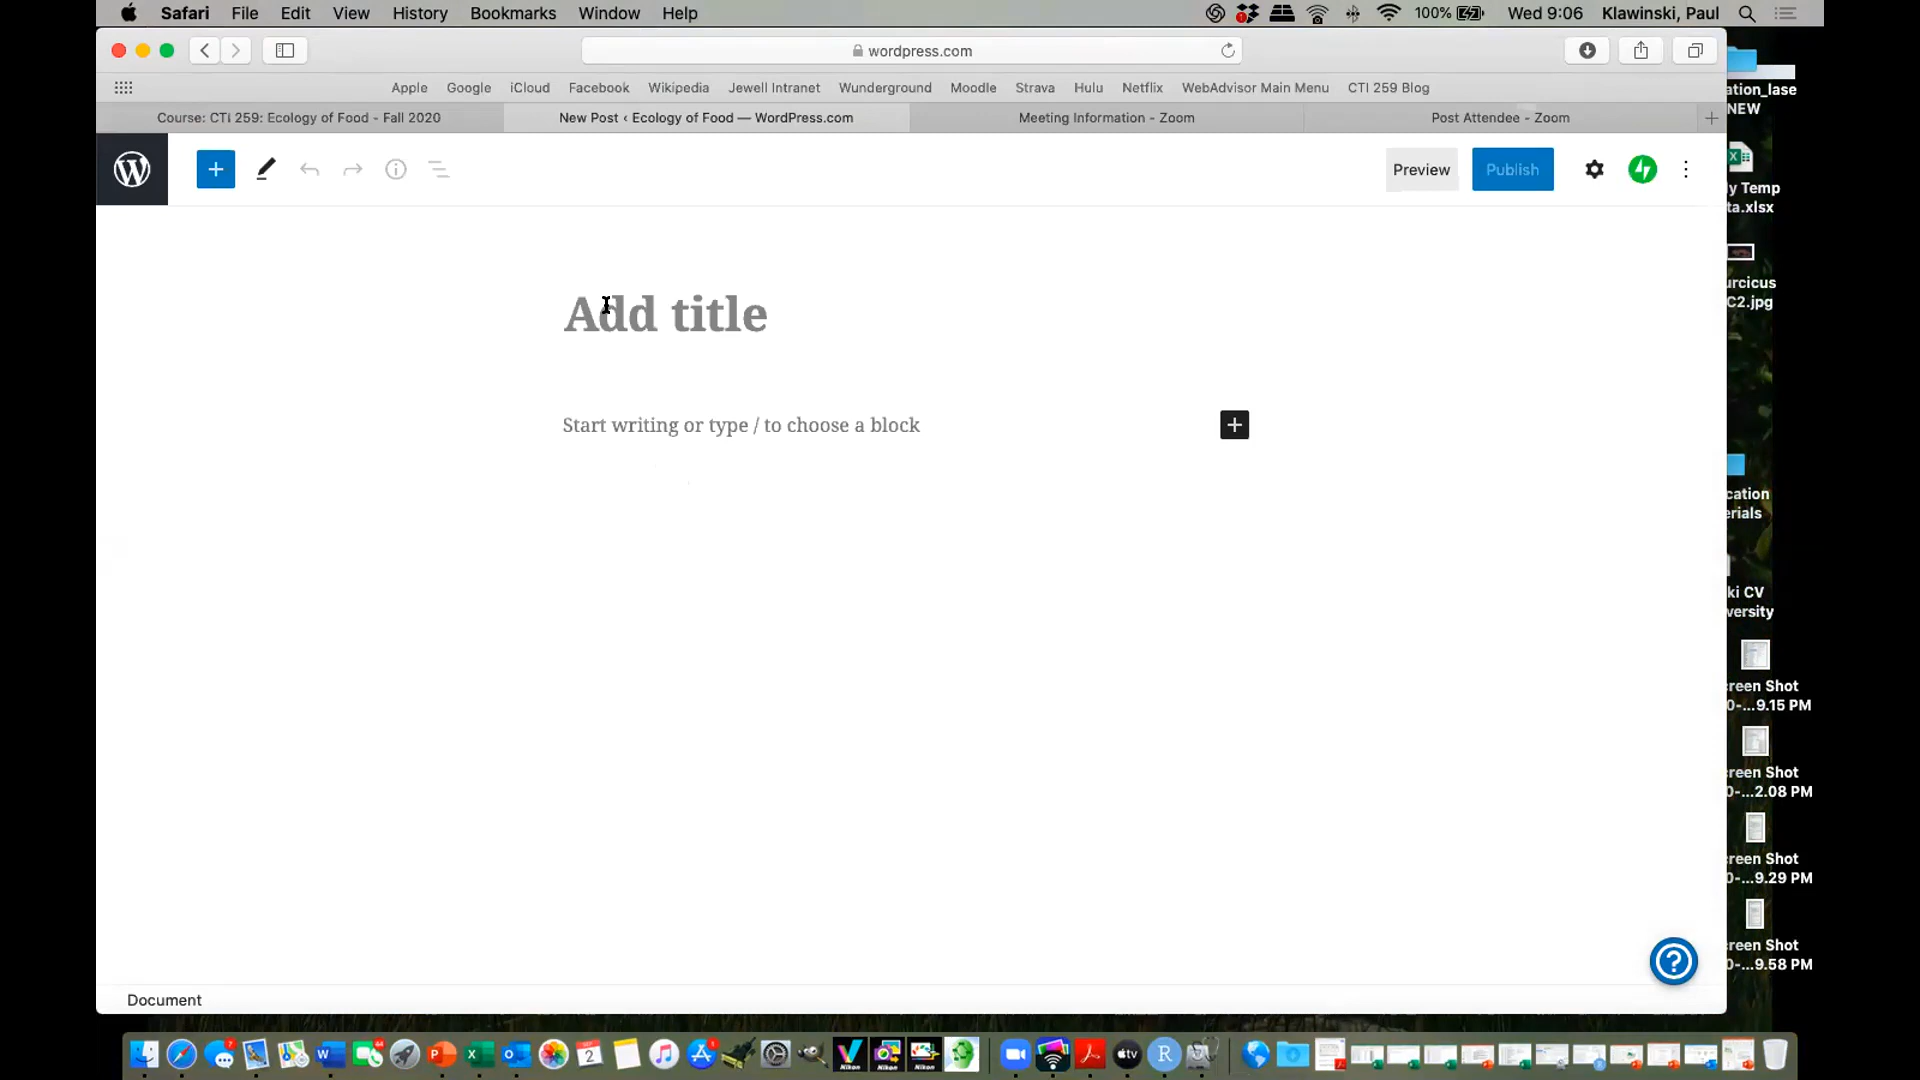 Safari File Edit View History Bookmarks Window Help 100% Wed 9:06 Klawinski, Paul
wordpress.com
Apple Google iCloud Facebook Wikipedia Jewell Intranet Wunderground Moodle Strava Hulu Netflix WebAdvisor Main Menu CTI 259 Blog
Course: CTI 259: Ecology of Food - Fall 2020 New Post ‹ Ecology of Food — WordPress.com Meeting Information - Zoom Post Attendee - Zoom
Preview Publish
Add title
Start writing or type / to choose a block
Document
ation_lase
NEW
ly Temp
ta.xlsx
urcicus
C2.jpg
cation
erials
ki CV
versity
reen Shot
0-...9.15 PM
reen Shot
0-...2.08 PM
reen Shot
0-...9.29 PM
reen Shot
0-...9.58 PM